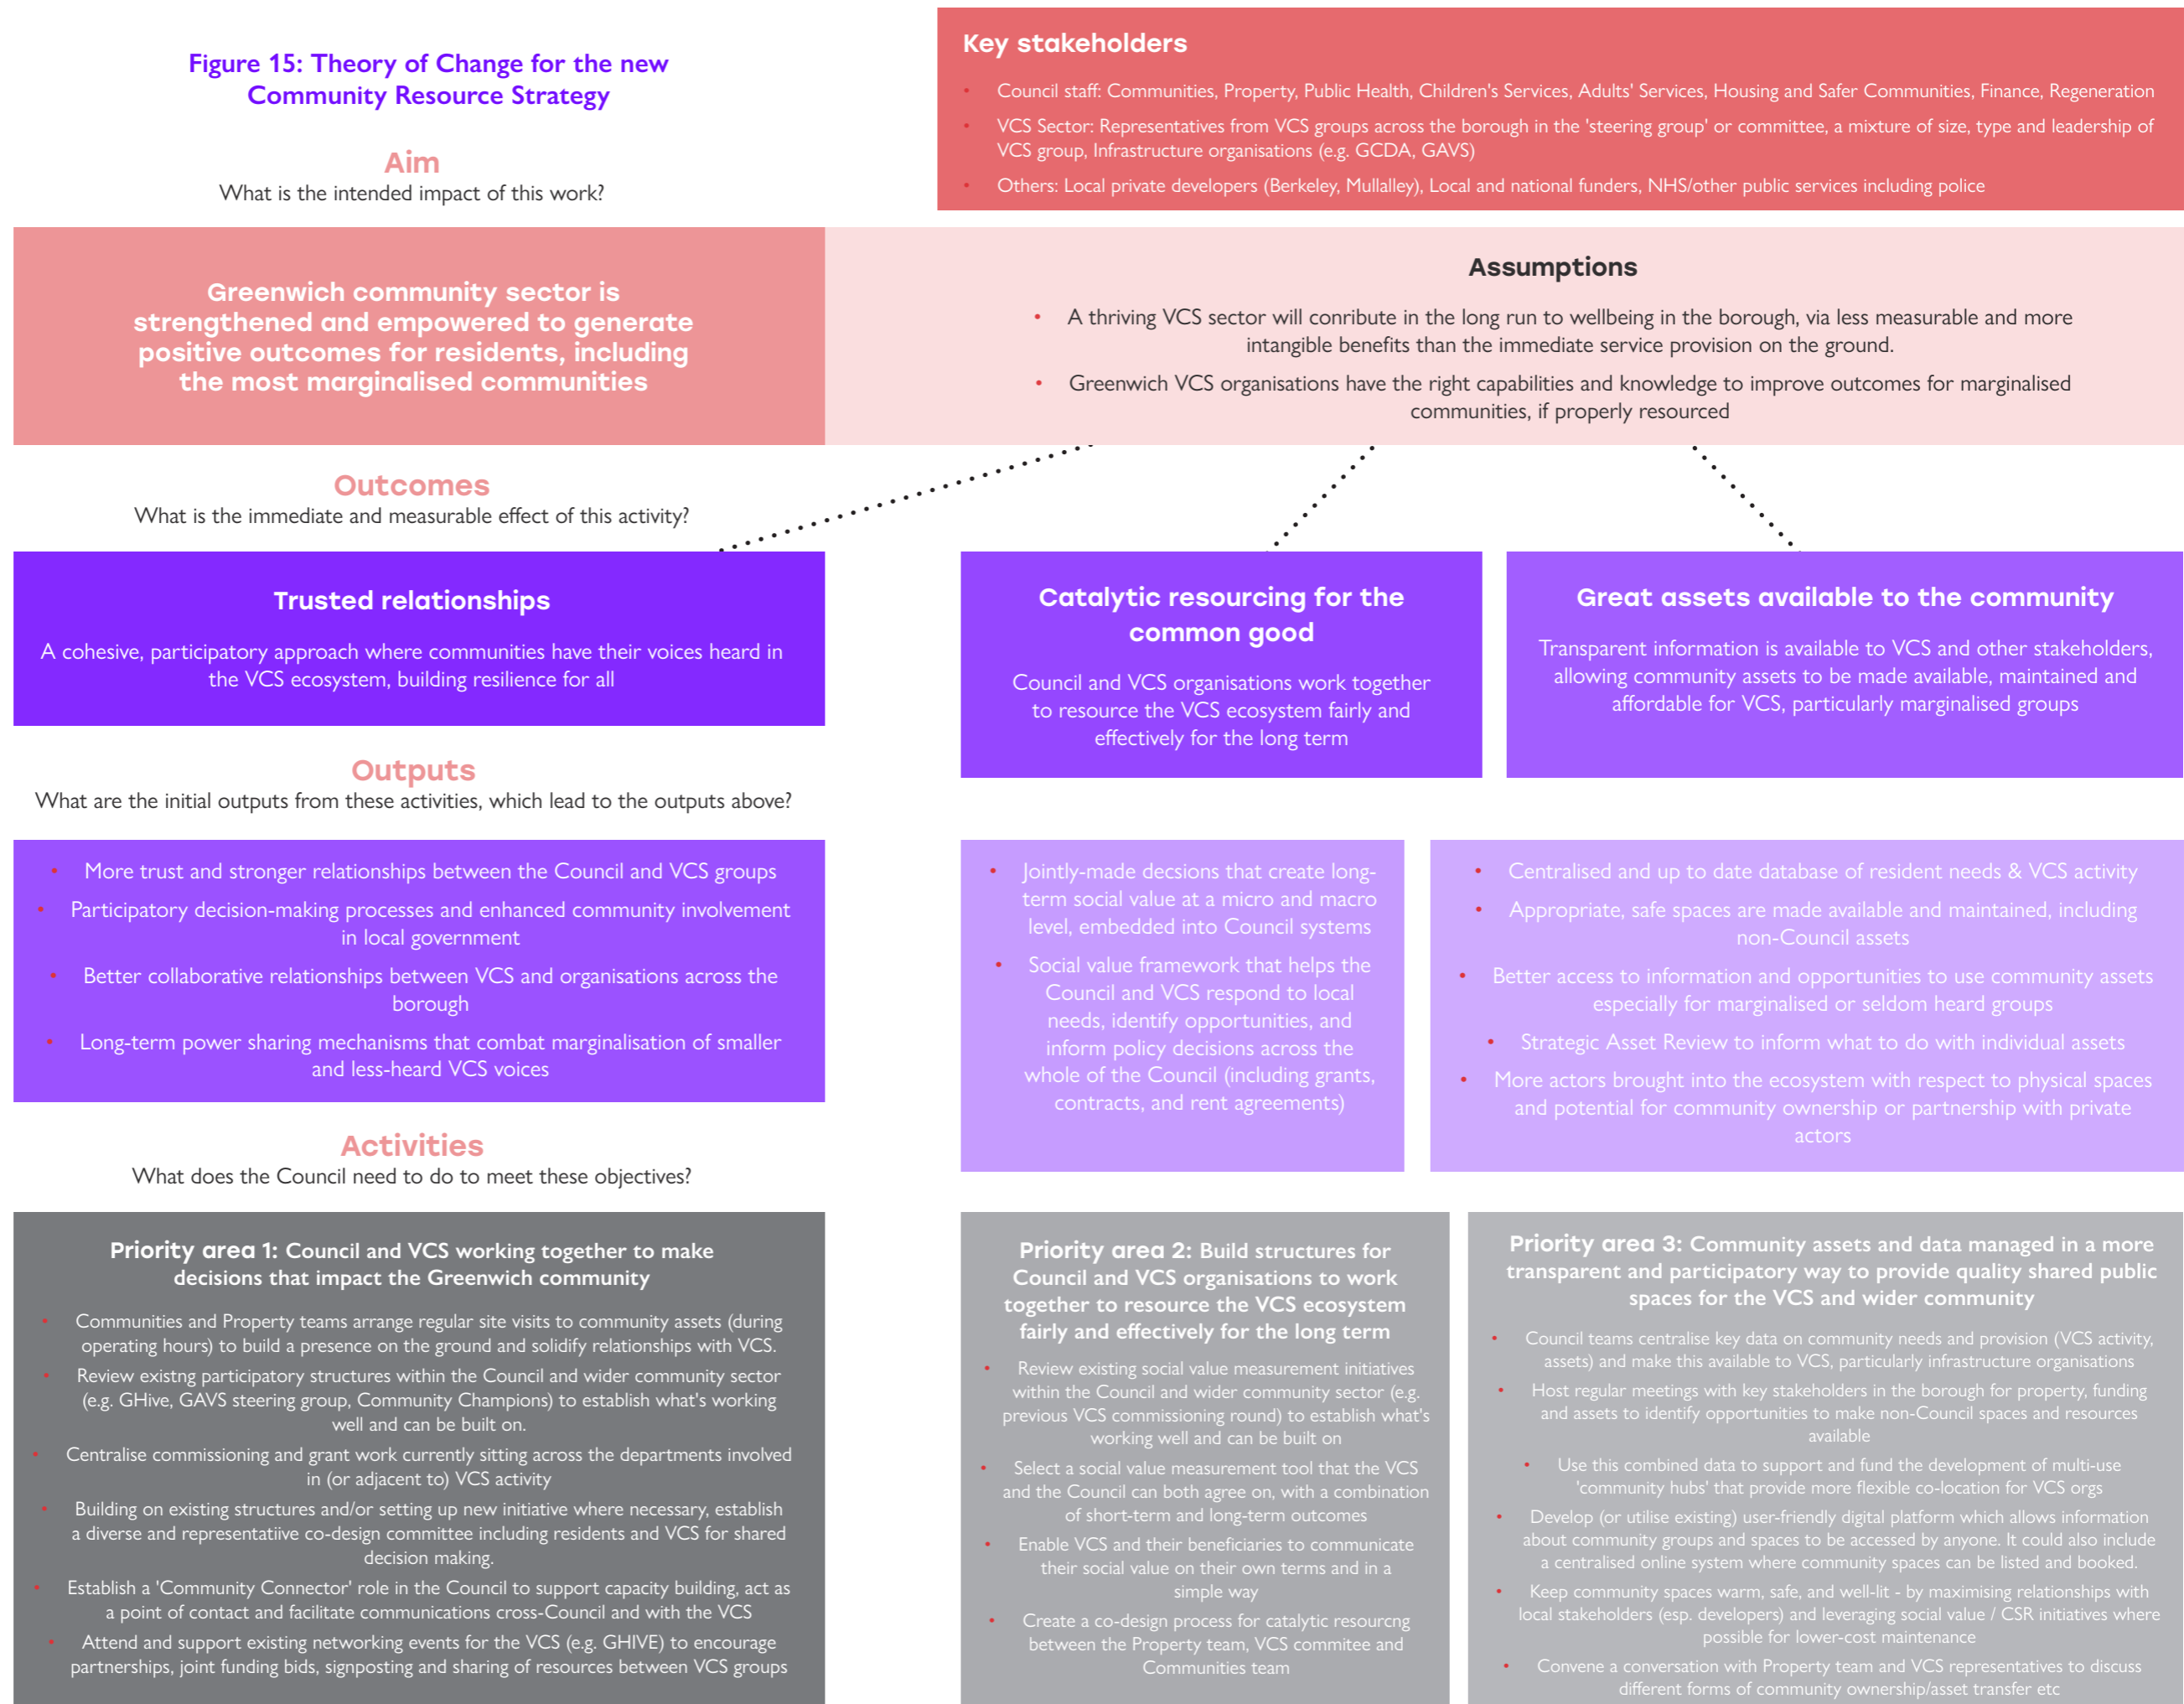 Figure 15: Theory of Change for the new
Community Resource Strategy
Key stakeholders
• Council staff: Communities, Property, Public Health, Children's Services, Adults' Services, Housing and Safer Communities, Finance, Regeneration
• VCS Sector: Representatives from VCS groups across the borough in the 'steering group' or committee, a mixture of size, type and leadership of
VCS group, Infrastructure organisations (e.g. GCDA, GAVS)
• Others: Local private developers (Berkeley, Mullalley), Local and national funders, NHS/other public services including police
Aim
What is the intended impact of this work?
Greenwich community sector is
strengthened and empowered to generate
positive outcomes for residents, including
the most marginalised communities
Assumptions
• A thriving VCS sector will conribute in the long run to wellbeing in the borough, via less measurable and more
intangible benefits than the immediate service provision on the ground.
• Greenwich VCS organisations have the right capabilities and knowledge to improve outcomes for marginalised
communities, if properly resourced
Outcomes
What is the immediate and measurable effect of this activity?
Trusted relationships
A cohesive, participatory approach where communities have their voices heard in
the VCS ecosystem, building resilience for all
Catalytic resourcing for the
common good
Council and VCS organisations work together
to resource the VCS ecosystem fairly and
effectively for the long term
Great assets available to the community
Transparent information is available to VCS and other stakeholders,
allowing community assets to be made available, maintained and
affordable for VCS, particularly marginalised groups
Outputs
What are the initial outputs from these activities, which lead to the outputs above?
• More trust and stronger relationships between the Council and VCS groups
• Participatory decision-making processes and enhanced community involvement
in local government
• Better collaborative relationships between VCS and organisations across the
borough
• Long-term power sharing mechanisms that combat marginalisation of smaller
and less-heard VCS voices
• Jointly-made decsions that create long-
term social value at a micro and macro
level, embedded into Council systems
• Social value framework that helps the
Council and VCS respond to local
needs, identify opportunities, and
inform policy decisions across the
whole of the Council (including grants,
contracts, and rent agreements)
• Centralised and up to date database of resident needs & VCS activity
• Appropriate, safe spaces are made available and maintained, including
non-Council assets
• Better access to information and opportunities to use community assets
especially for marginalised or seldom heard groups
• Strategic Asset Review to inform what to do with individual assets
• More actors brought into the ecosystem with respect to physical spaces
and potential for community ownership or partnership with private
actors
Activities
What does the Council need to do to meet these objectives?
Priority area 1: Council and VCS working together to make
decisions that impact the Greenwich community
• Communities and Property teams arrange regular site visits to community assets (during
operating hours) to build a presence on the ground and solidify relationships with VCS.
• Review existng participatory structures within the Council and wider community sector
(e.g. GHive, GAVS steering group, Community Champions) to establish what's working
well and can be built on.
• Centralise commissioning and grant work currently sitting across the departments involved
in (or adjacent to) VCS activity
• Building on existing structures and/or setting up new initiative where necessary, establish
a diverse and representatiive co-design committee including residents and VCS for shared
decision making.
• Establish a 'Community Connector' role in the Council to support capacity building, act as
a point of contact and facilitate communications cross-Council and with the VCS
• Attend and support existing networking events for the VCS (e.g. GHIVE) to encourage
partnerships, joint funding bids, signposting and sharing of resources between VCS groups
Priority area 2: Build structures for
Council and VCS organisations to work
together to resource the VCS ecosystem
fairly and effectively for the long term
• Review existing social value measurement initiatives
within the Council and wider community sector (e.g.
previous VCS commissioning round) to establish what's
working well and can be built on
• Select a social value measurement tool that the VCS
and the Council can both agree on, with a combination
of short-term and long-term outcomes
• Enable VCS and their beneficiaries to communicate
their social value on their own terms and in a
simple way
• Create a co-design process for catalytic resourcng
between the Property team, VCS commitee and
Communities team
Priority area 3: Community assets and data managed in a more
transparent and participatory way to provide quality shared public
spaces for the VCS and wider community
• Council teams centralise key data on community needs and provision (VCS activity,
assets) and make this available to VCS, particularly infrastructure organisations
• Host regular meetings with key stakeholders in the borough for property, funding
and assets to identify opportunities to make non-Council spaces and resources
available
• Use this combined data to support and fund the development of multi-use
'community hubs' that provide more flexible co-location for VCS orgs
• Develop (or utilise existing) user-friendly digital platform which allows information
about community groups and spaces to be accessed by anyone. It could also include
a centralised online system where community spaces can be listed and booked.
• Keep community spaces warm, safe, and well-lit - by maximising relationships with
local stakeholders (esp. developers) and leveraging social value / CSR initiatives where
possible for lower-cost maintenance
• Convene a conversation with Property team and VCS representatives to discuss
different forms of community ownership/asset transfer etc